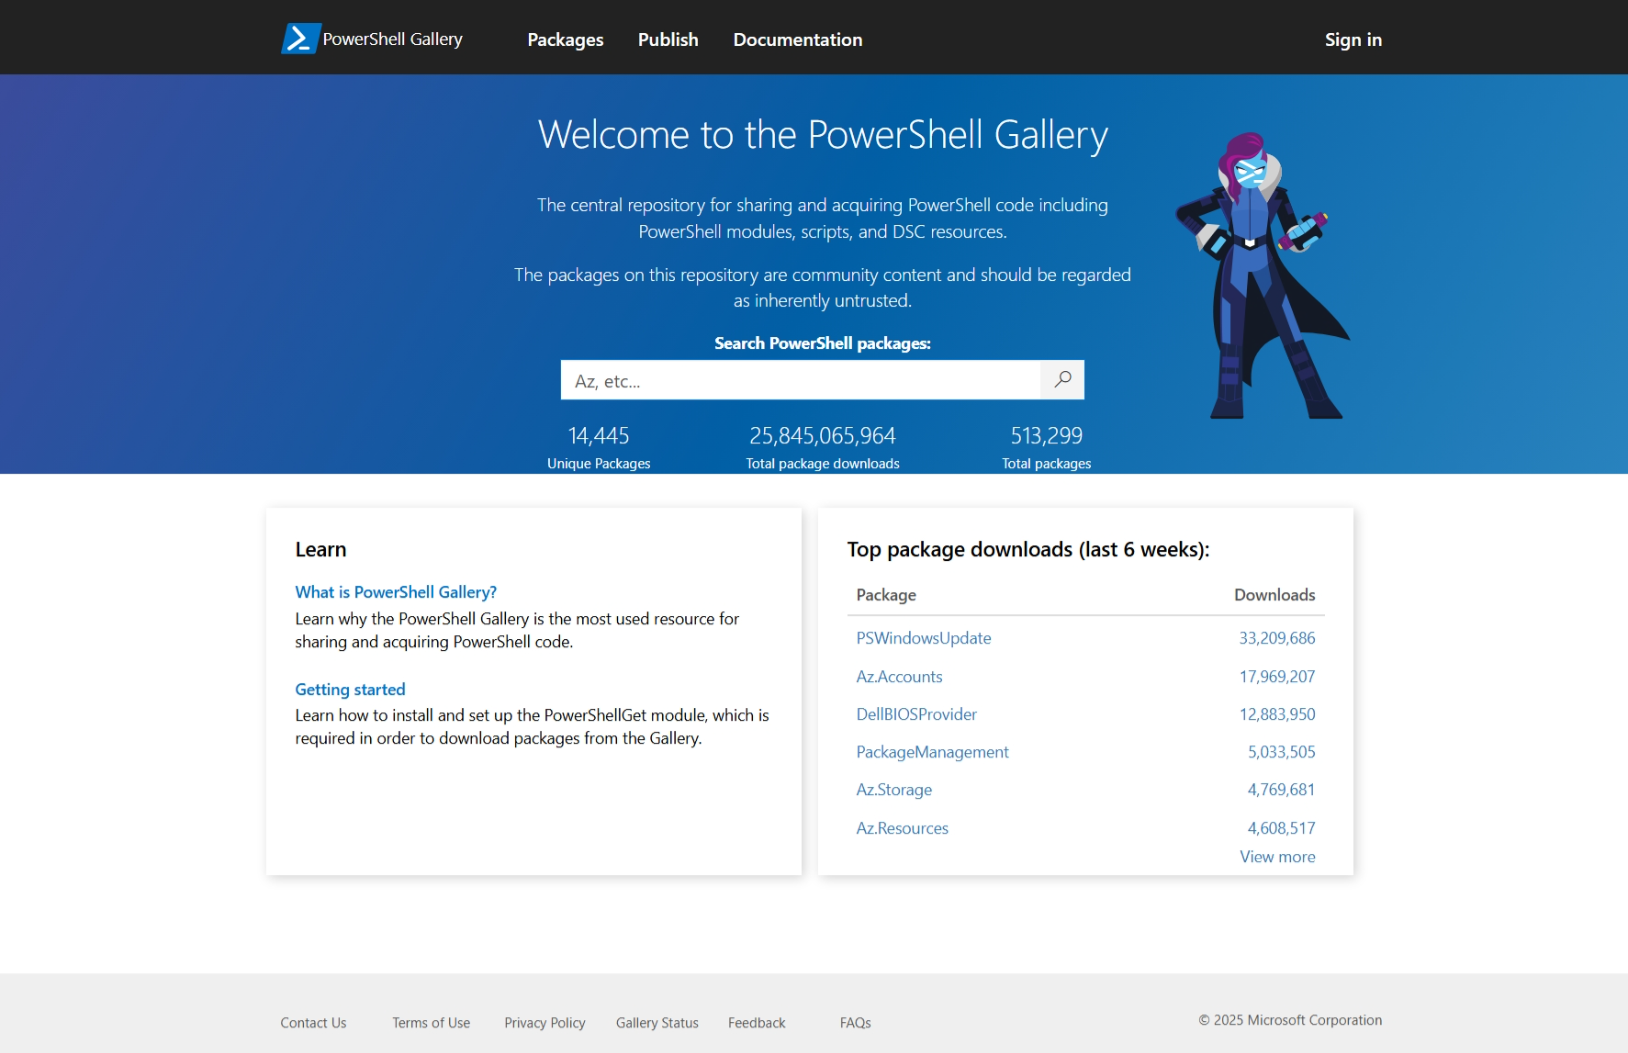 PowerShell Gallery
Packages
Publish
Documentation
Sign in
Welcome to the PowerShell Gallery
The central repository for sharing and acquiring PowerShell code including
PowerShell modules, scripts, and DSC resources.
The packages on this repository are community content and should be regarded
as inherently untrusted.
Search PowerShell packages:
Az, etc...
14,445
Unique Packages
25,845,065,964
Total package downloads
513,299
Total packages
Learn
What is PowerShell Gallery?
Learn why the PowerShell Gallery is the most used resource for
sharing and acquiring PowerShell code.
Getting started
Learn how to install and set up the PowerShellGet module, which is
required in order to download packages from the Gallery.
Top package downloads (last 6 weeks):
Package Downloads
PSWindowsUpdate 33,209,686
Az.Accounts 17,969,207
DellBIOSProvider 12,883,950
PackageManagement 5,033,505
Az.Storage 4,769,681
Az.Resources 4,608,517
View more
Contact Us
Terms of Use
Privacy Policy
Gallery Status
Feedback
FAQs
© 2025 Microsoft Corporation